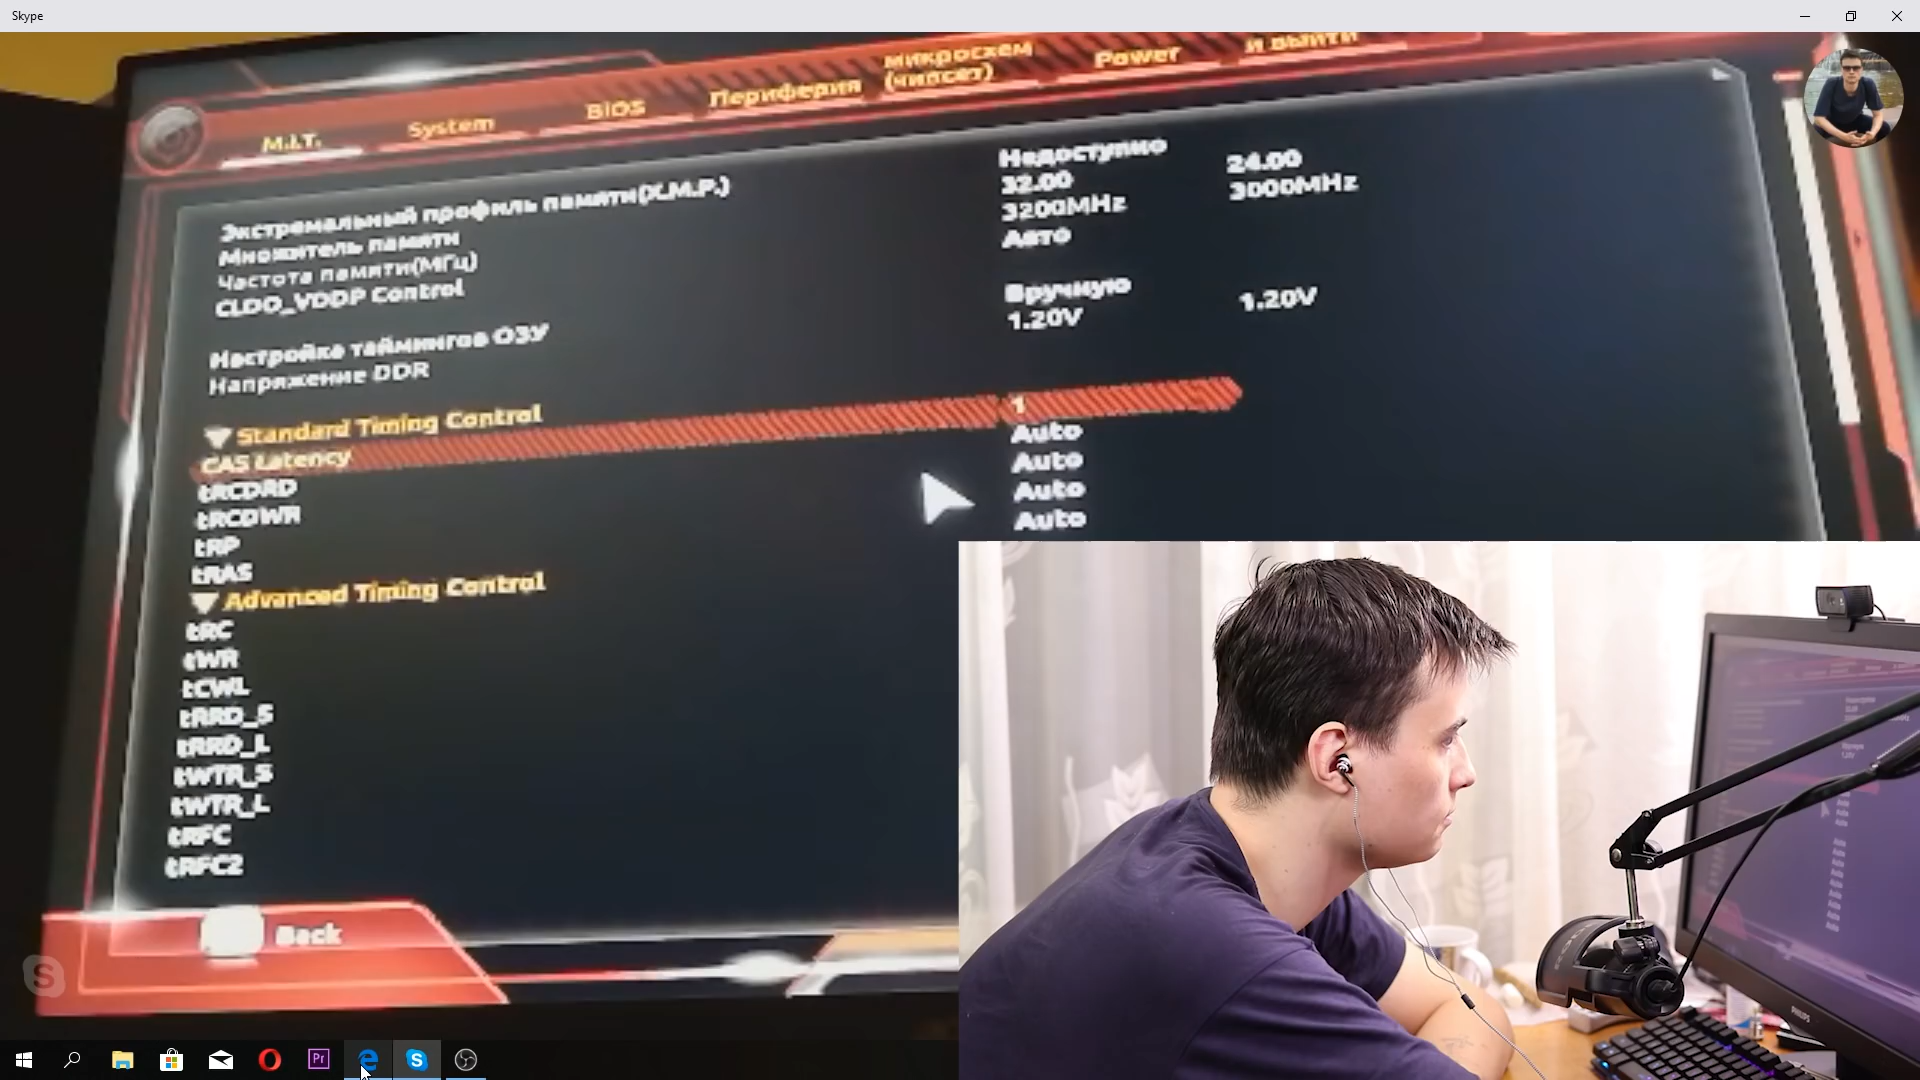 Skype
M.I.T.
System
BIOS
Периферия
микросхем
(чипсет)
Power
и выйти
Экстремальный профиль памяти(X.M.P.)
Недоступно
Множитель памяти
32.00
24.00
Частота памяти(МГц)
3200MHz
3000MHz
CLDO_VDDP Control
Авто
Настройка таймингов ОЗУ
Вручную
Напряжение DDR
1.20V
1.20V
Standard Timing Control
CAS Latency
1
tRCDRD
Auto
tRCDWR
Auto
tRP
Auto
tRAS
Auto
Advanced Timing Control
tRC
tWR
tCWL
tRRD_S
tRRD_L
tWTR_S
tWTR_L
tRFC
tRFC2
Back
S
Pr
S
PHILIPS